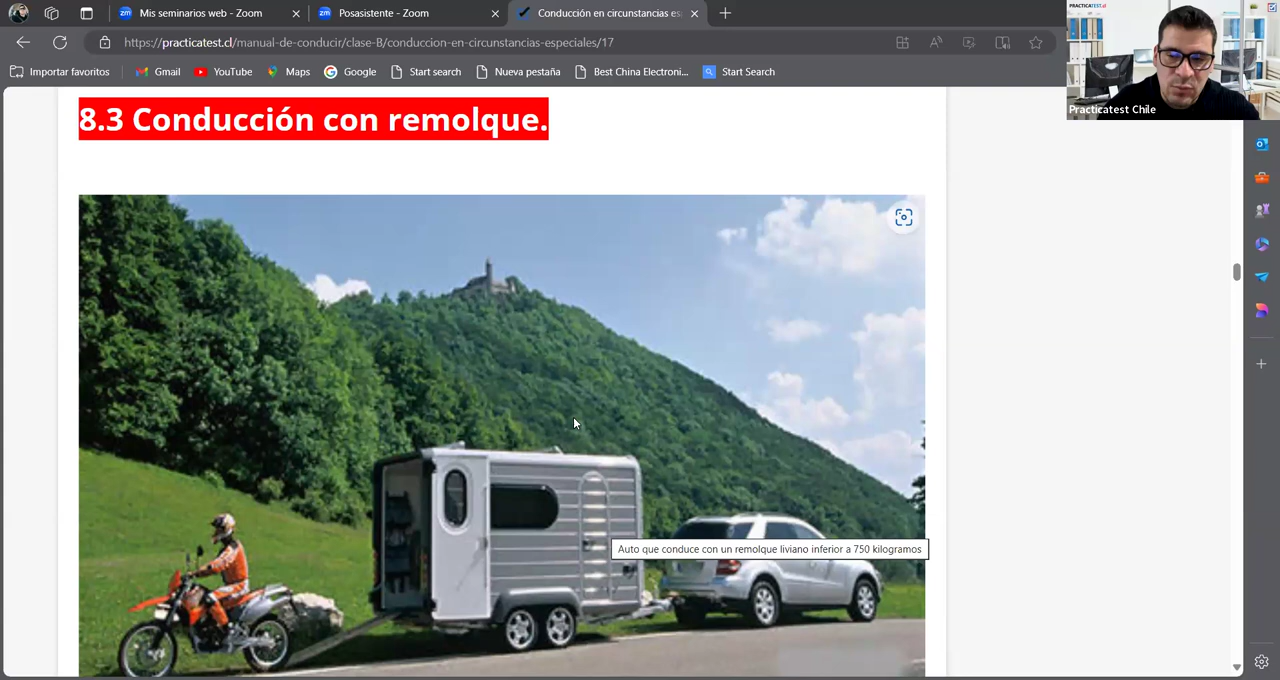 Mis seminarios web - Zoom
Posasistente - Zoom
Conducción en circunstancias es
https://practicatest.cl/manual-de-conducir/clase-B/conduccion-en-circunstancias-especiales/17
Importar favoritos
Gmail
YouTube
Maps
Google
Start search
Nueva pestaña
Best China Electroni...
Start Search
PRACTICATEST.cl
Practicatest Chile
8.3 Conducción con remolque.
Auto que conduce con un remolque liviano inferior a 750 kilogramos